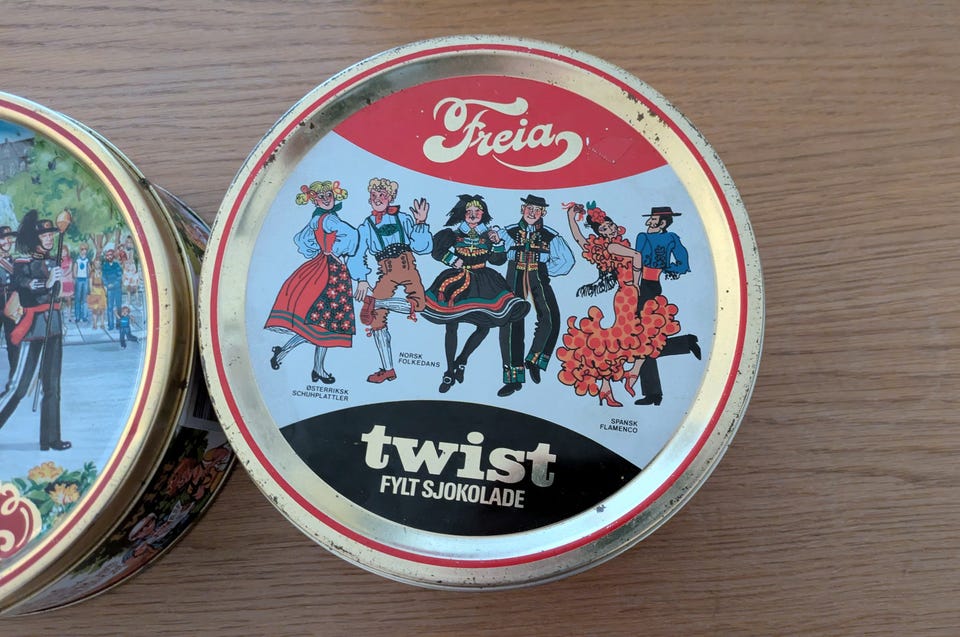 Freia
ØSTERRIKSK
SCHUHPLATTLER
NORSK
FOLKEDANS
SPANSK
FLAMENCO
twist
FYLT SJOKOLADE